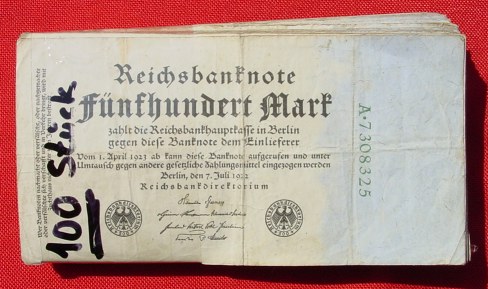 Reichsbanknote
Fünfhundert Mark
zahlt die Reichsbankhauptkasse in Berlin
gegen diese Banknote dem Einlieferer
Vom 1. April 1923 ab kann diese Banknote aufgerufen und unter
Umtausch gegen andere gesetzliche Zahlungsmittel eingezogen werden
Berlin, den 7. Juli 1922
Reichsbankdirektorium
A·7308325
100 Stück